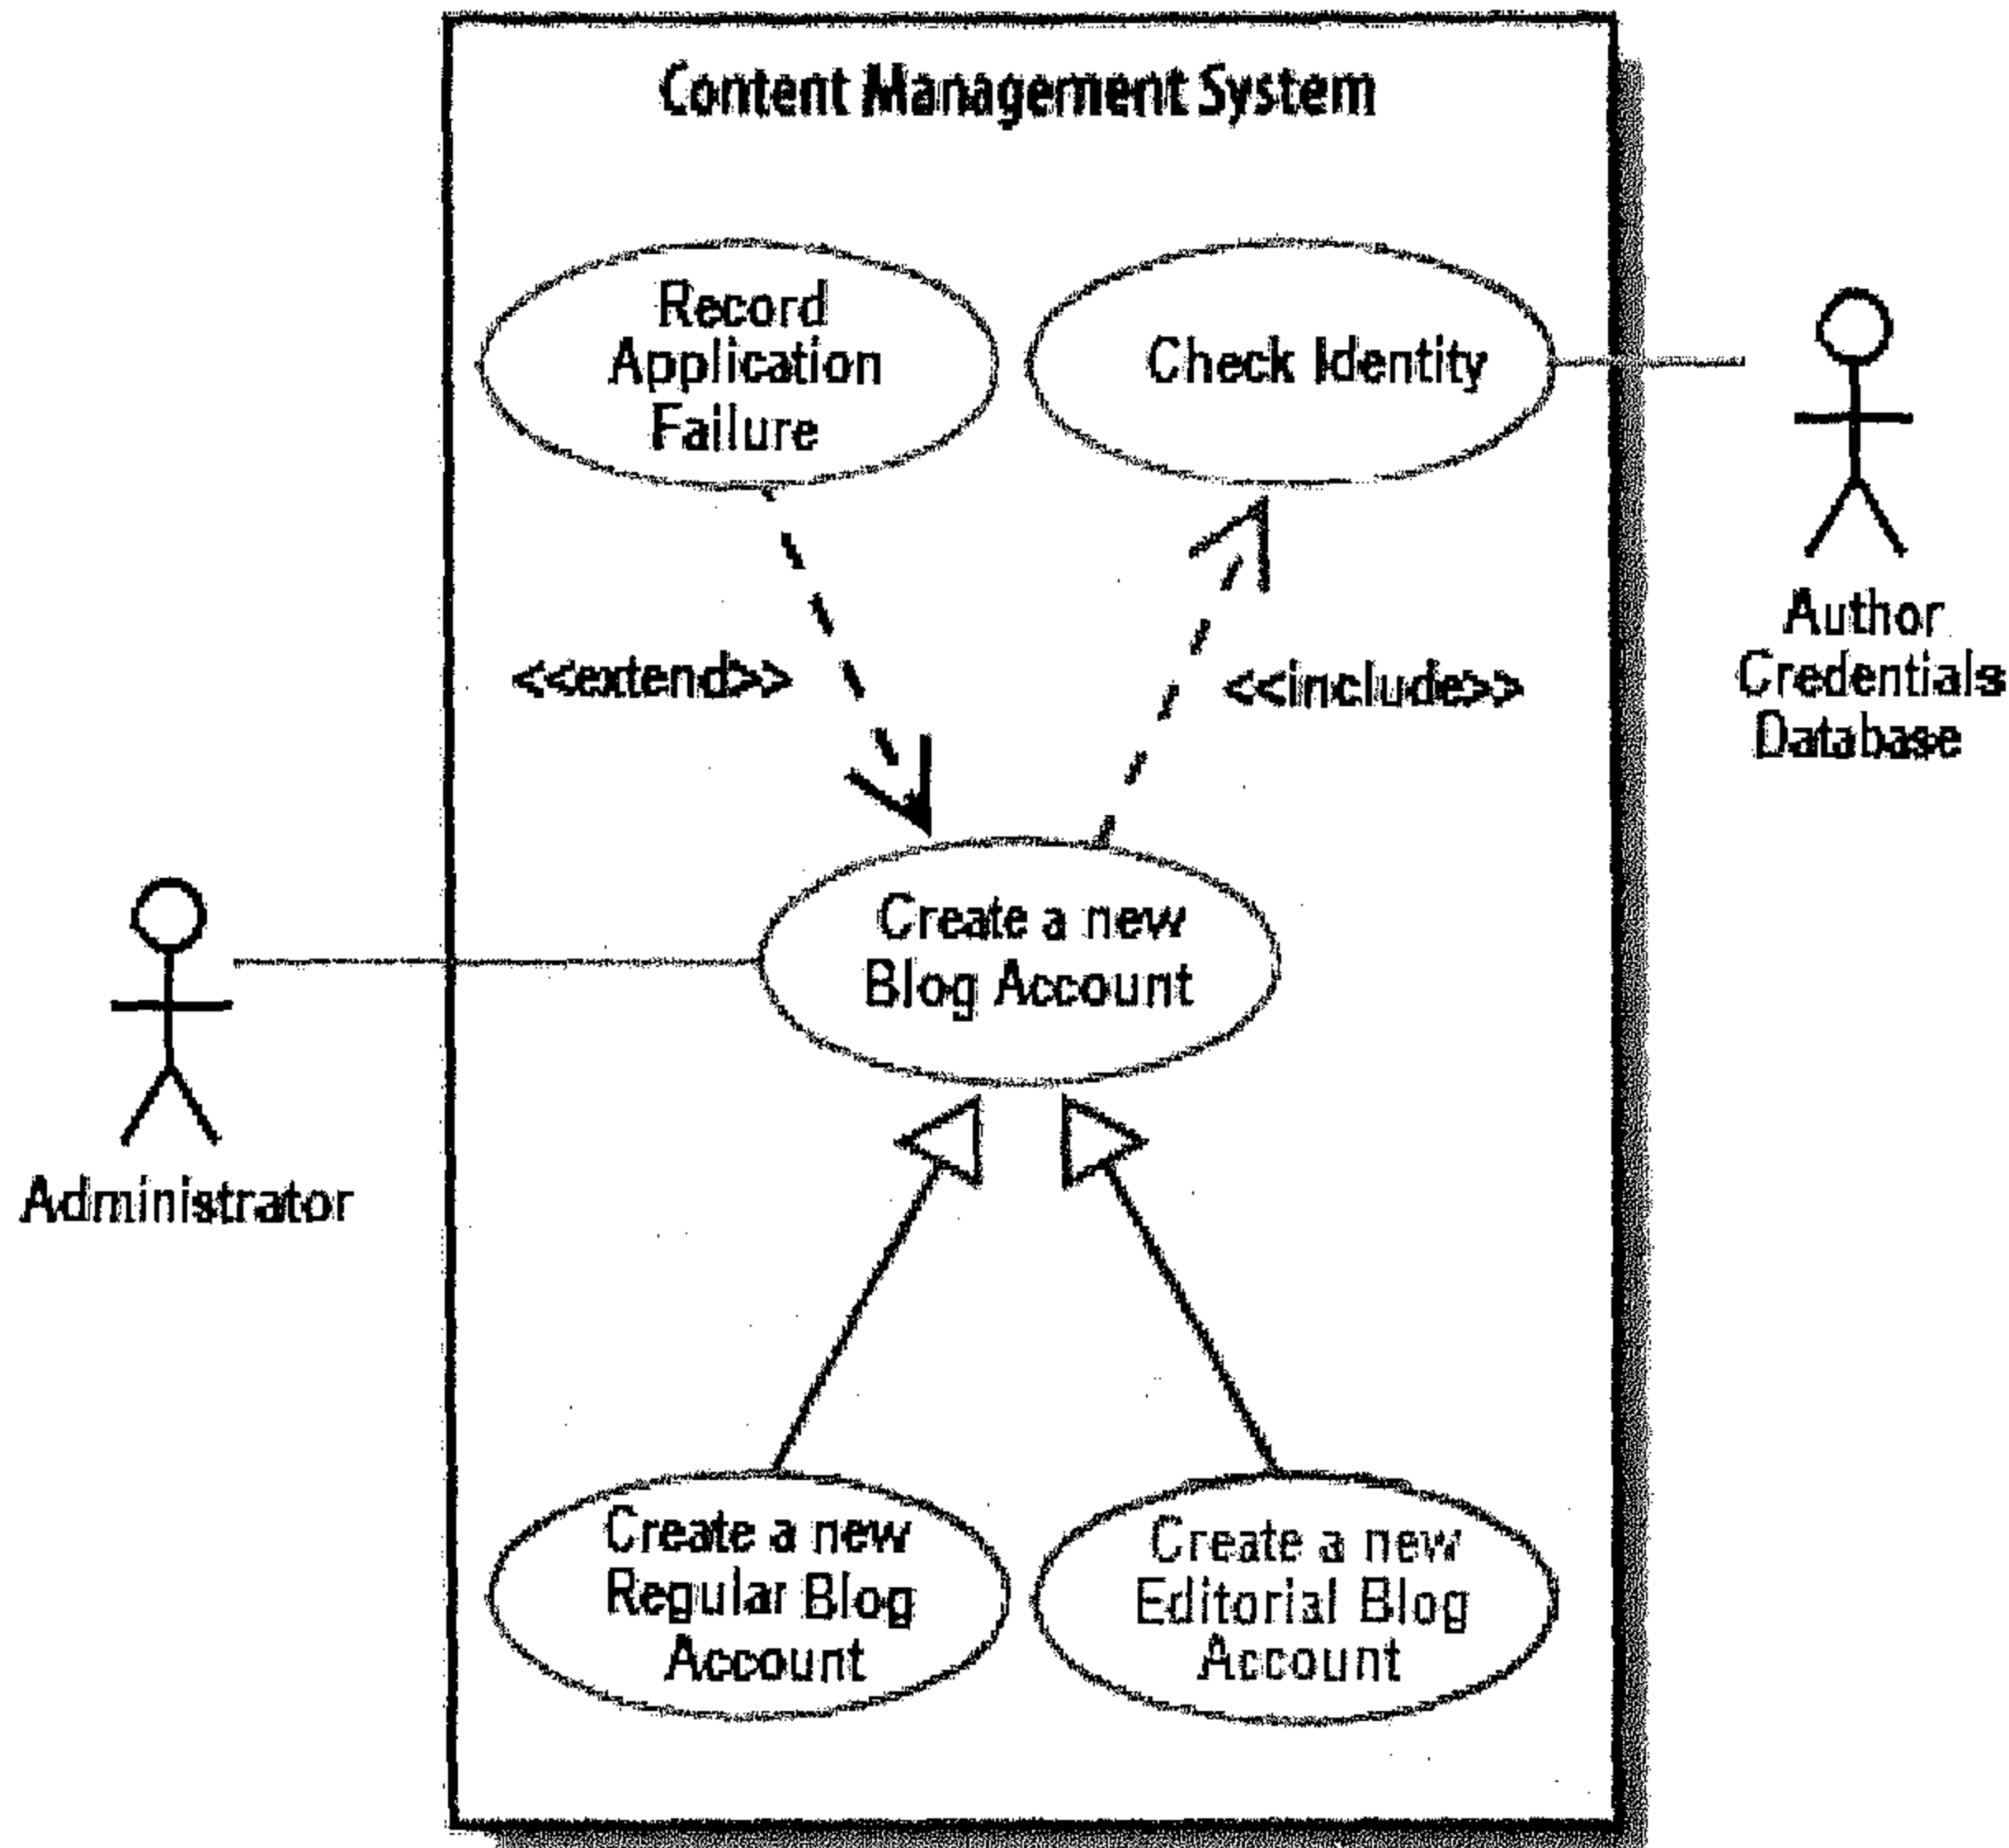 Content Management System
Record
Application
Failure
Check Identity
Author
Credentials
Database
<<extend>>
<<include>>
Create a new
Blog Account
Administrator
Create a new
Regular Blog
Account
Create a new
Editorial Blog
Account